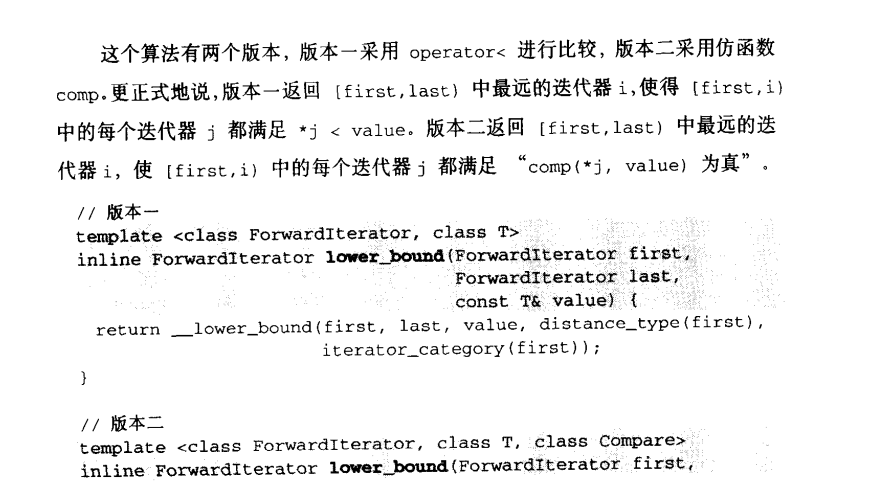 这个算法有两个版本，版本一采用 operator< 进行比较，版本二采用仿函数
comp。更正式地说，版本一返回 [first,last) 中最远的迭代器 i，使得 [first,i)
中的每个迭代器 j 都满足 *j < value。版本二返回 [first,last) 中最远的迭
代器 i，使 [first,i) 中的每个迭代器 j 都满足 “comp(*j, value) 为真”。
// 版本一
template <class ForwardIterator, class T>
inline ForwardIterator lower_bound(ForwardIterator first,
ForwardIterator last,
const T& value) {
return __lower_bound(first, last, value, distance_type(first),
iterator_category(first));
}
// 版本二
template <class ForwardIterator, class T, class Compare>
inline ForwardIterator lower_bound(ForwardIterator first,